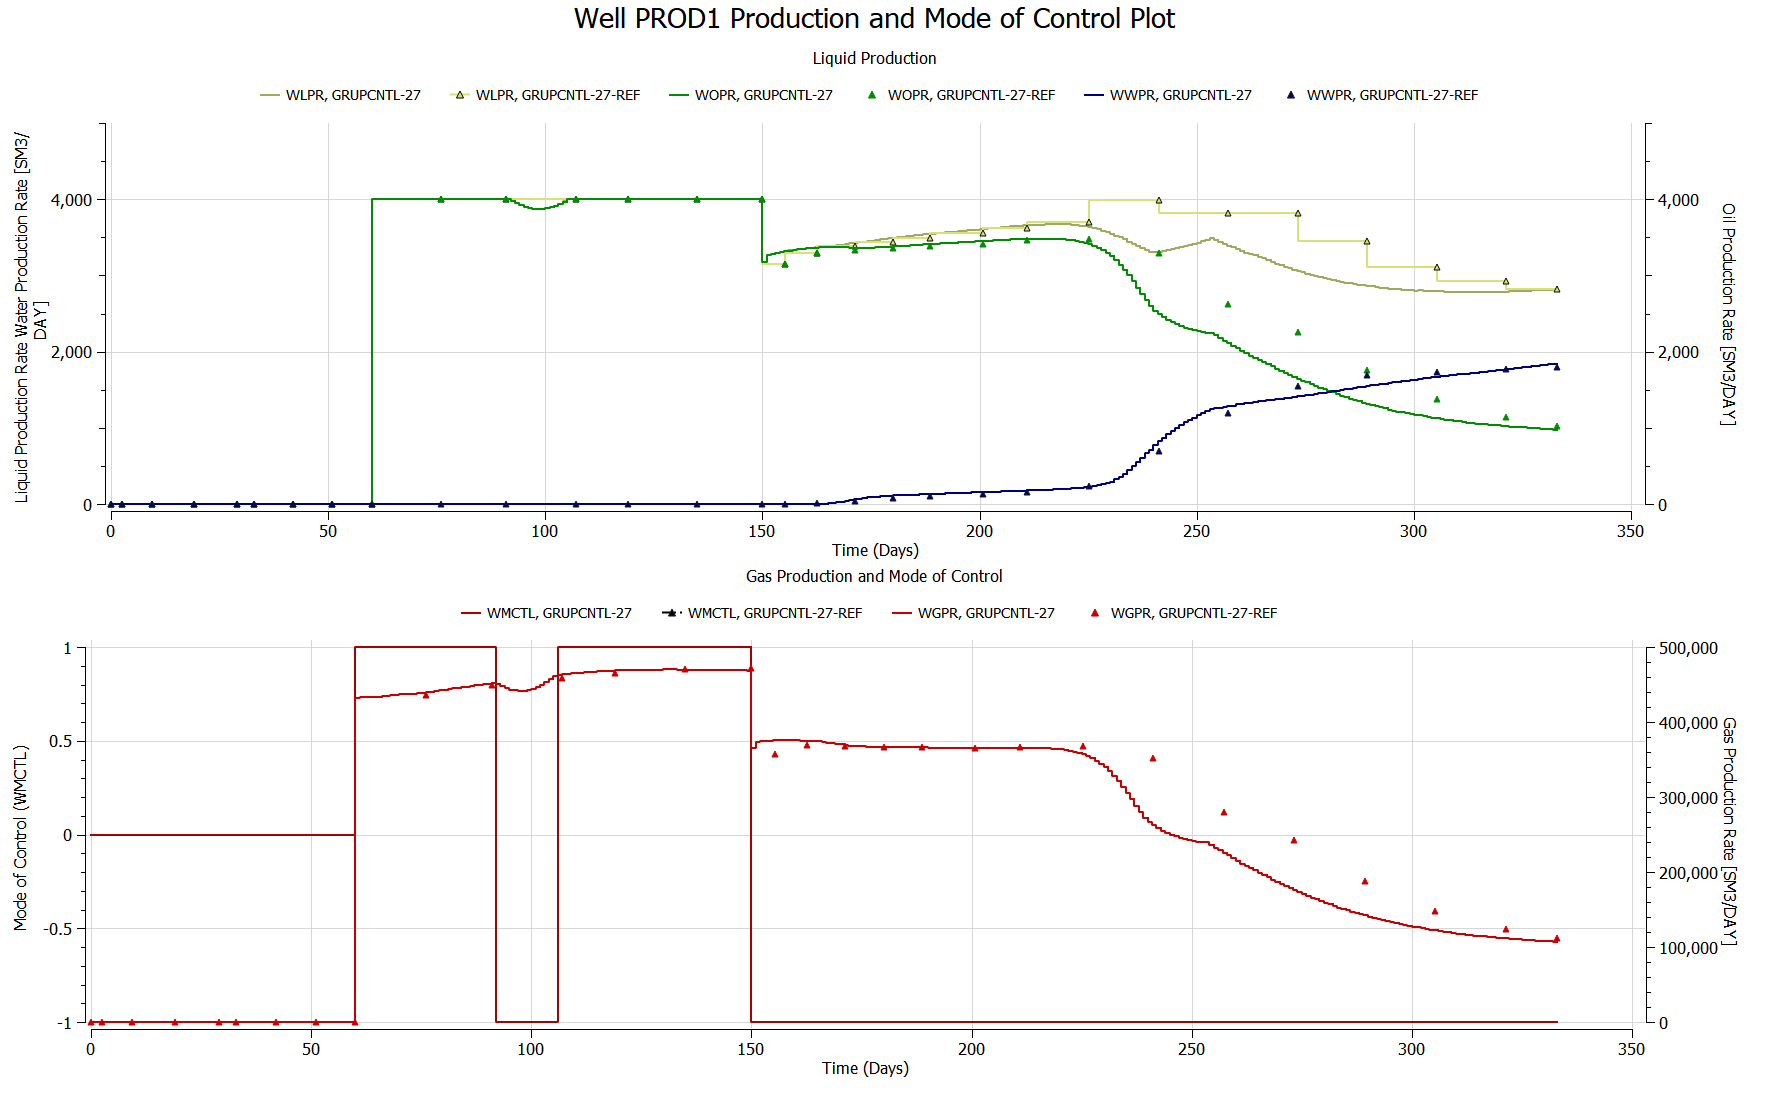 Well PROD1 Production and Mode of Control Plot
Liquid Production
WLPR, GRUPCNTL-27 WLPR, GRUPCNTL-27-REF WOPR, GRUPCNTL-27 WOPR, GRUPCNTL-27-REF WWPR, GRUPCNTL-27 WWPR, GRUPCNTL-27-REF
Liquid Production Rate Water Production Rate [SM3/
DAY]
4,000
2,000
0
4,000
2,000
0
Oil Production Rate [SM3/DAY]
0 50 100 150 200 250 300 350
Time (Days)
Gas Production and Mode of Control
WMCTL, GRUPCNTL-27 WMCTL, GRUPCNTL-27-REF WGPR, GRUPCNTL-27 WGPR, GRUPCNTL-27-REF
Mode of Control (WMCTL)
1
0.5
0
-0.5
-1
500,000
400,000
300,000
200,000
100,000
0
Gas Production Rate [SM3/DAY]
0 50 100 150 200 250 300 350
Time (Days)